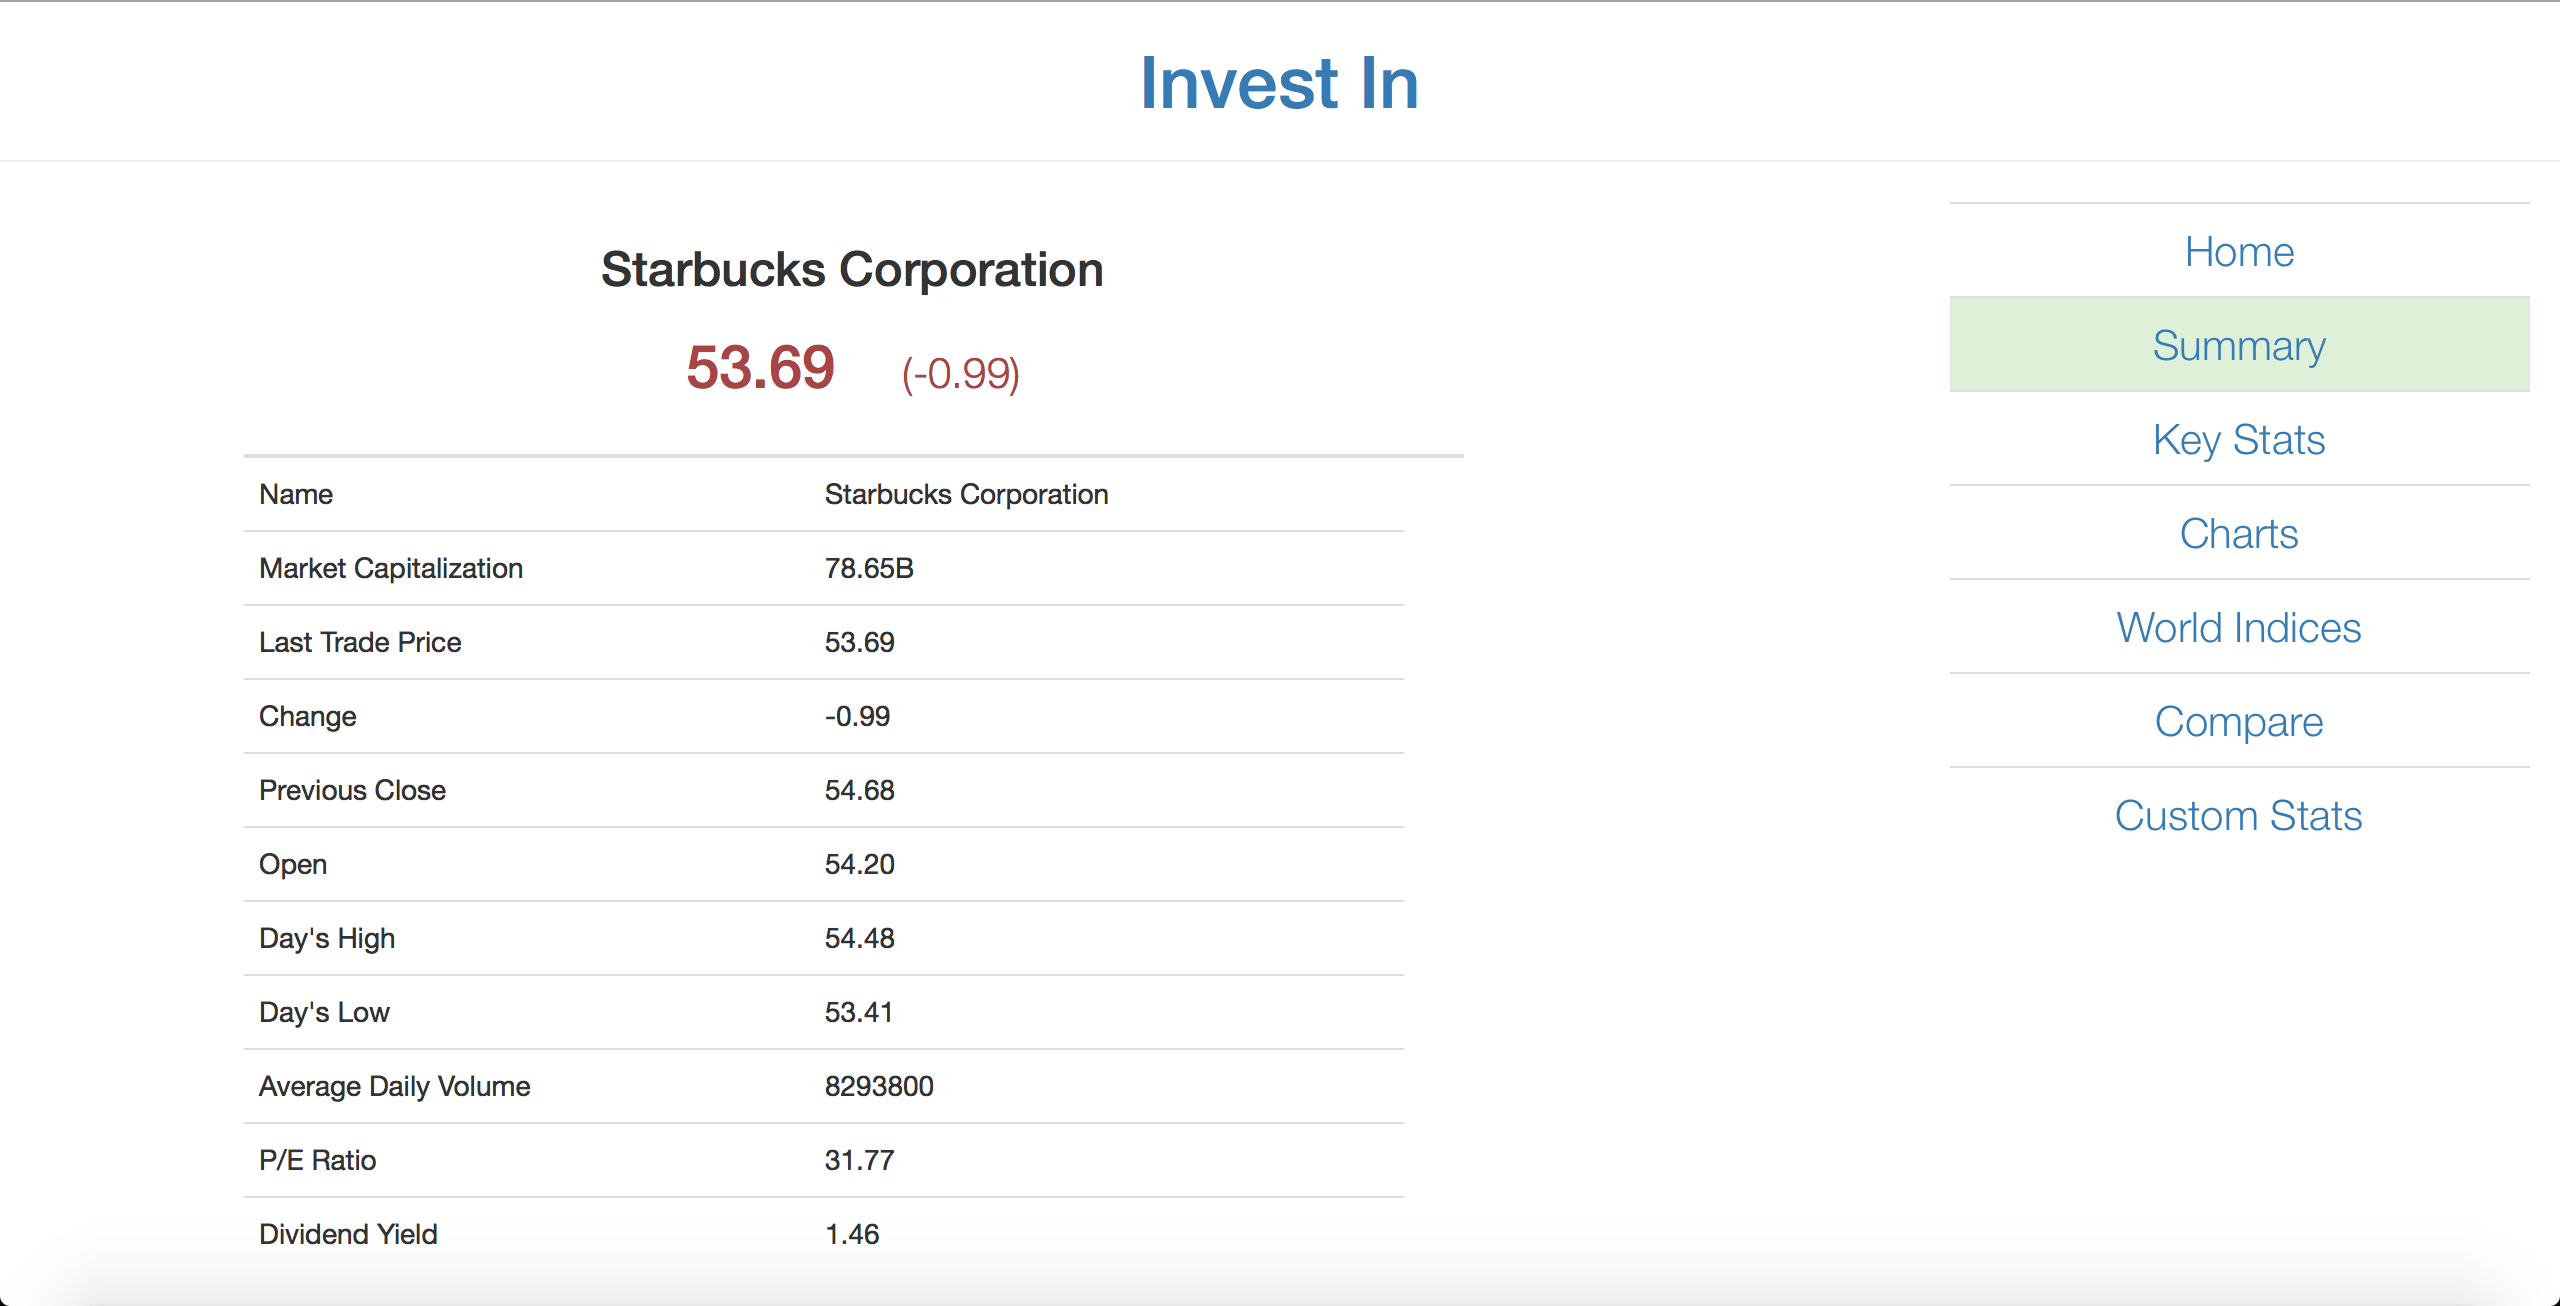 Invest In
Starbucks Corporation
53.69 (-0.99)
Name Starbucks Corporation
Market Capitalization 78.65B
Last Trade Price 53.69
Change -0.99
Previous Close 54.68
Open 54.20
Day's High 54.48
Day's Low 53.41
Average Daily Volume 8293800
P/E Ratio 31.77
Dividend Yield 1.46
Home
Summary
Key Stats
Charts
World Indices
Compare
Custom Stats